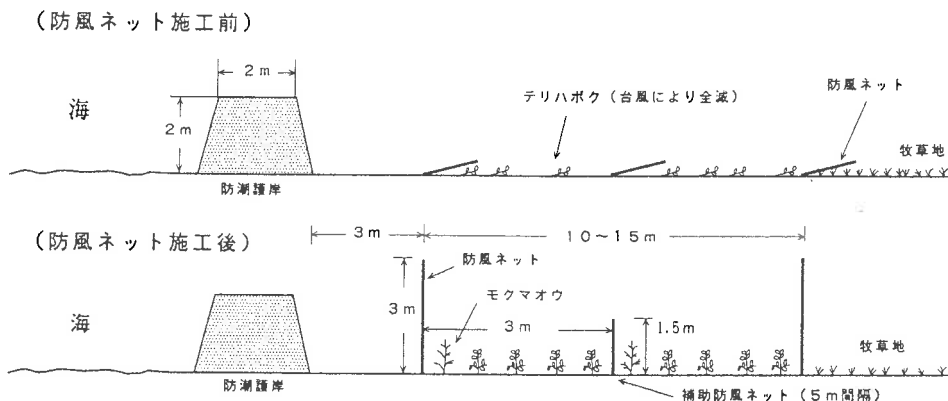 (防風ネット施工前)
2m
海
2m
テリハボク(台風により全滅)
防風ネット
牧草地
防潮護岸
(防風ネット施工後)
3m
10~15m
防風ネット
モクマオウ
海
3m
3m
1.5m
牧草地
防潮護岸
補助防風ネット(5m間隔)